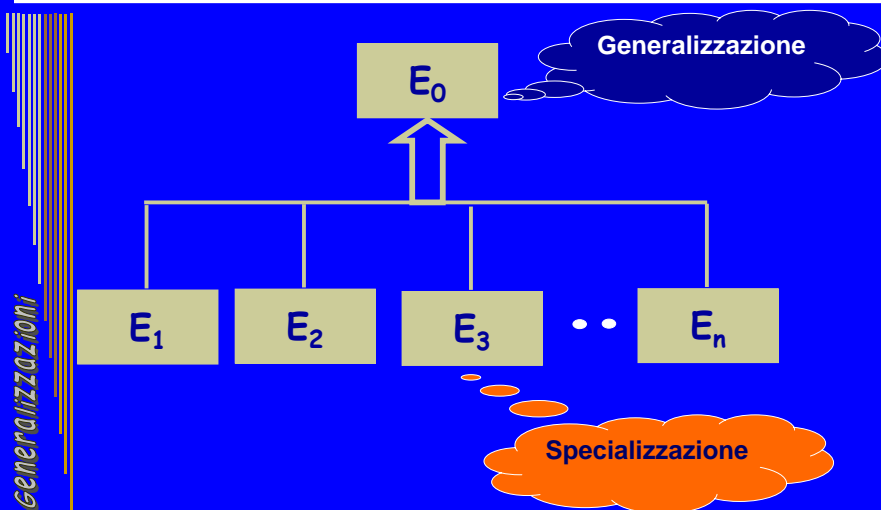 Generalizzazione
E₀
E₁ E₂ E₃ Eₙ
Specializzazione
Generalizzazioni